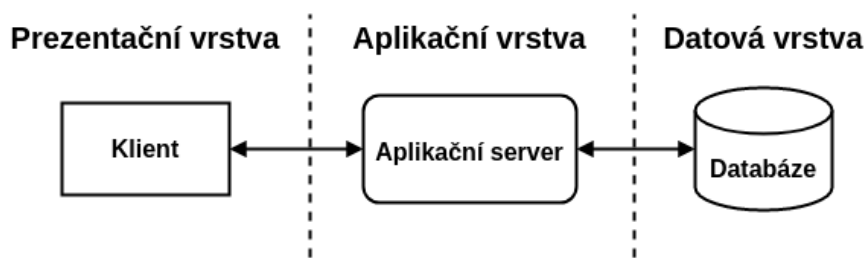 Prezentační vrstva
Aplikační vrstva
Datová vrstva
Klient
Aplikační server
Databáze